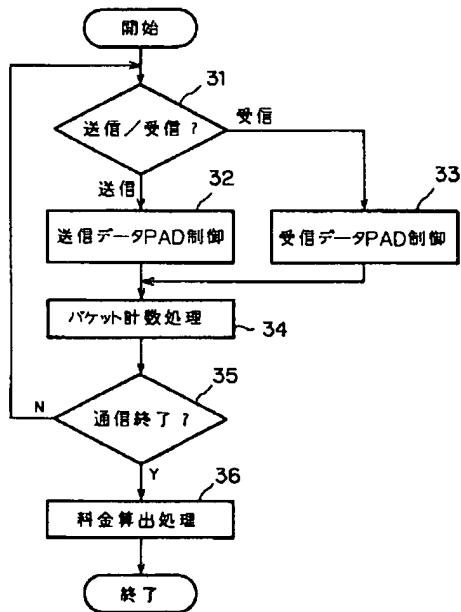 開始
31
送信/受信?
受信
送信
32
33
送信データPAD制御
受信データPAD制御
パケット計数処理
34
35
通信終了?
N
Y
36
料金算出処理
終了